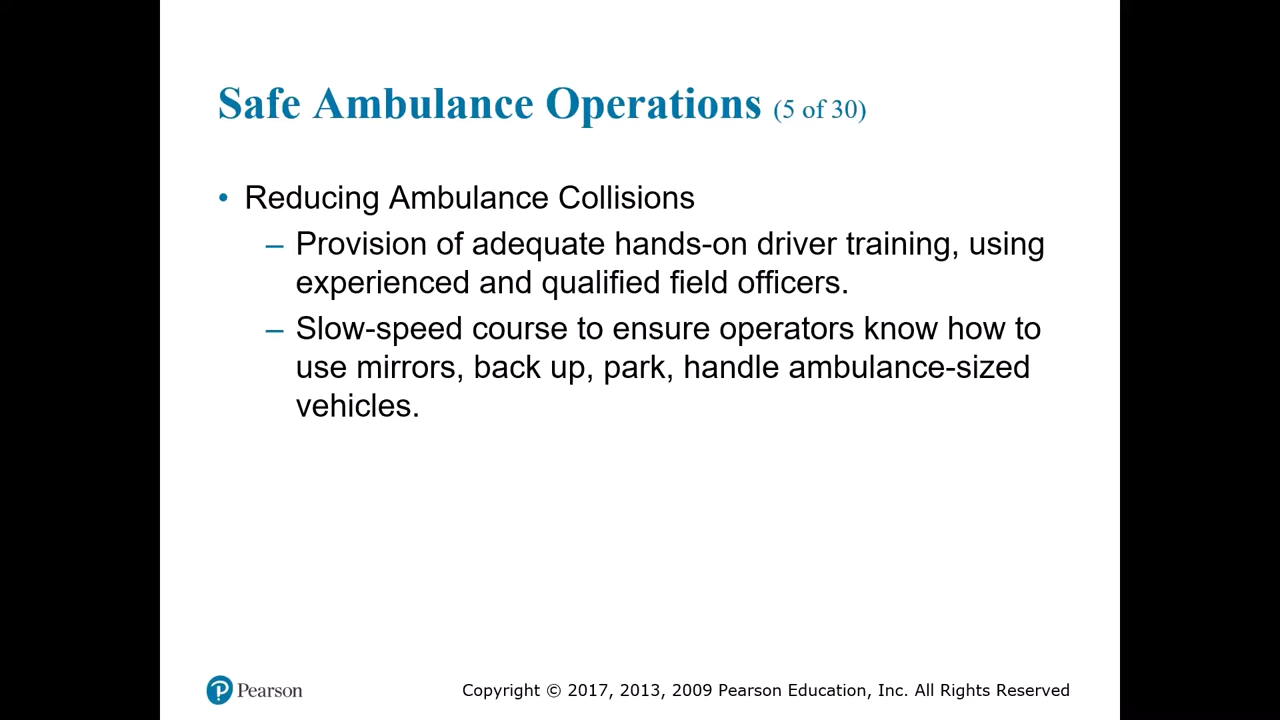 Safe Ambulance Operations (5 of 30)
• Reducing Ambulance Collisions
– Provision of adequate hands-on driver training, using
experienced and qualified field officers.
– Slow-speed course to ensure operators know how to
use mirrors, back up, park, handle ambulance-sized
vehicles.
P Pearson
Copyright © 2017, 2013, 2009 Pearson Education, Inc. All Rights Reserved